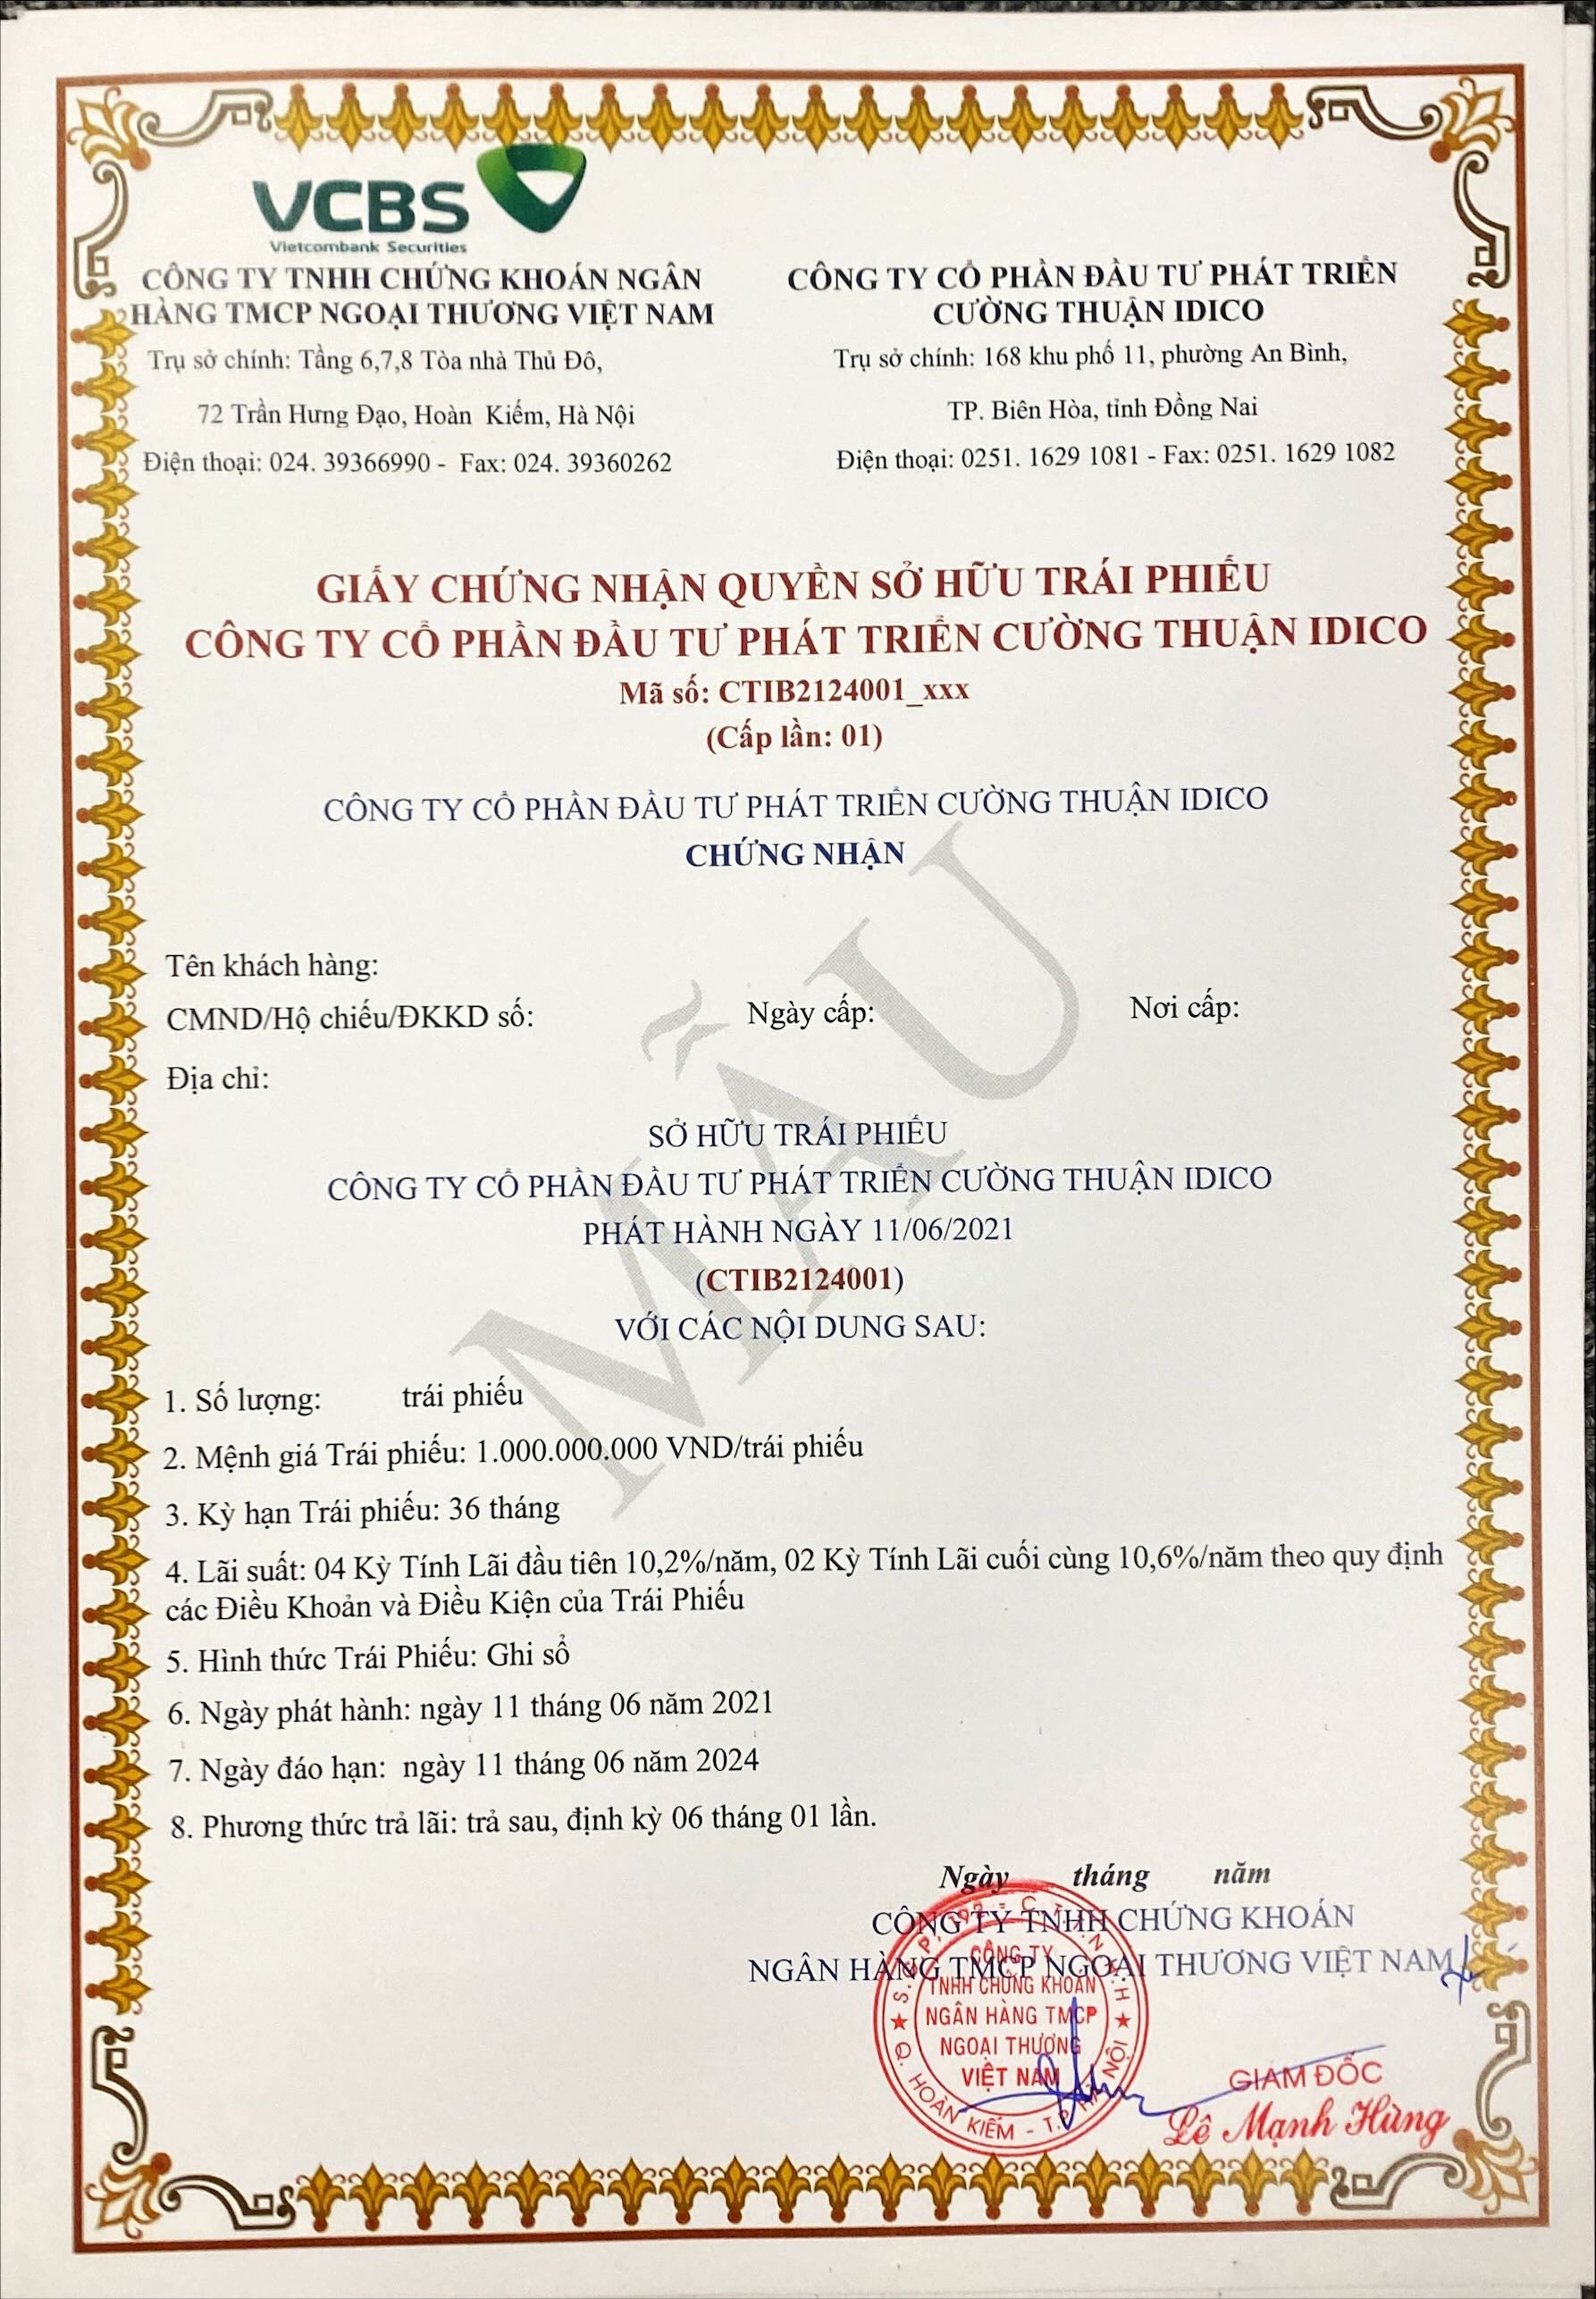 VCBS
Vietcombank Securities
CÔNG TY TNHH CHỨNG KHOÁN NGÂN
HÀNG TMCP NGOẠI THƯƠNG VIỆT NAM
Trụ sở chính: Tầng 6,7,8 Tòa nhà Thủ Đô,
72 Trần Hưng Đạo, Hoàn Kiếm, Hà Nội
Điện thoại: 024. 39366990 - Fax: 024. 39360262
CÔNG TY CỔ PHẦN ĐẦU TƯ PHÁT TRIỂN
CƯỜNG THUẬN IDICO
Trụ sở chính: 168 khu phố 11, phường An Bình,
TP. Biên Hòa, tỉnh Đồng Nai
Điện thoại: 0251. 1629 1081 - Fax: 0251. 1629 1082
GIẤY CHỨNG NHẬN QUYỀN SỞ HỮU TRÁI PHIẾU
CÔNG TY CỔ PHẦN ĐẦU TƯ PHÁT TRIỂN CƯỜNG THUẬN IDICO
Mã số: CTIB2124001_xxx
(Cấp lần: 01)
CÔNG TY CỔ PHẦN ĐẦU TƯ PHÁT TRIỂN CƯỜNG THUẬN IDICO
CHỨNG NHẬN
MẪU
Tên khách hàng:
CMND/Hộ chiếu/ĐKKD số: Ngày cấp: Nơi cấp:
Địa chỉ:
SỞ HỮU TRÁI PHIẾU
CÔNG TY CỔ PHẦN ĐẦU TƯ PHÁT TRIỂN CƯỜNG THUẬN IDICO
PHÁT HÀNH NGÀY 11/06/2021
(CTIB2124001)
VỚI CÁC NỘI DUNG SAU:
1. Số lượng: trái phiếu
2. Mệnh giá Trái phiếu: 1.000.000.000 VND/trái phiếu
3. Kỳ hạn Trái phiếu: 36 tháng
4. Lãi suất: 04 Kỳ Tính Lãi đầu tiên 10,2%/năm, 02 Kỳ Tính Lãi cuối cùng 10,6%/năm theo quy định
các Điều Khoản và Điều Kiện của Trái Phiếu
5. Hình thức Trái Phiếu: Ghi sổ
6. Ngày phát hành: ngày 11 tháng 06 năm 2021
7. Ngày đáo hạn: ngày 11 tháng 06 năm 2024
8. Phương thức trả lãi: trả sau, định kỳ 06 tháng 01 lần.
Ngày tháng năm
CÔNG TY TNHH CHỨNG KHOÁN
NGÂN HÀNG TMCP NGOẠI THƯƠNG VIỆT NAM
CÔNG TY
TNHH CHỨNG KHOÁN
NGÂN HÀNG TMCP
NGOẠI THƯƠNG
VIỆT NAM
Q. HOÀN KIẾM - T.P HÀ NỘI
GIÁM ĐỐC
Lê Mạnh Hùng